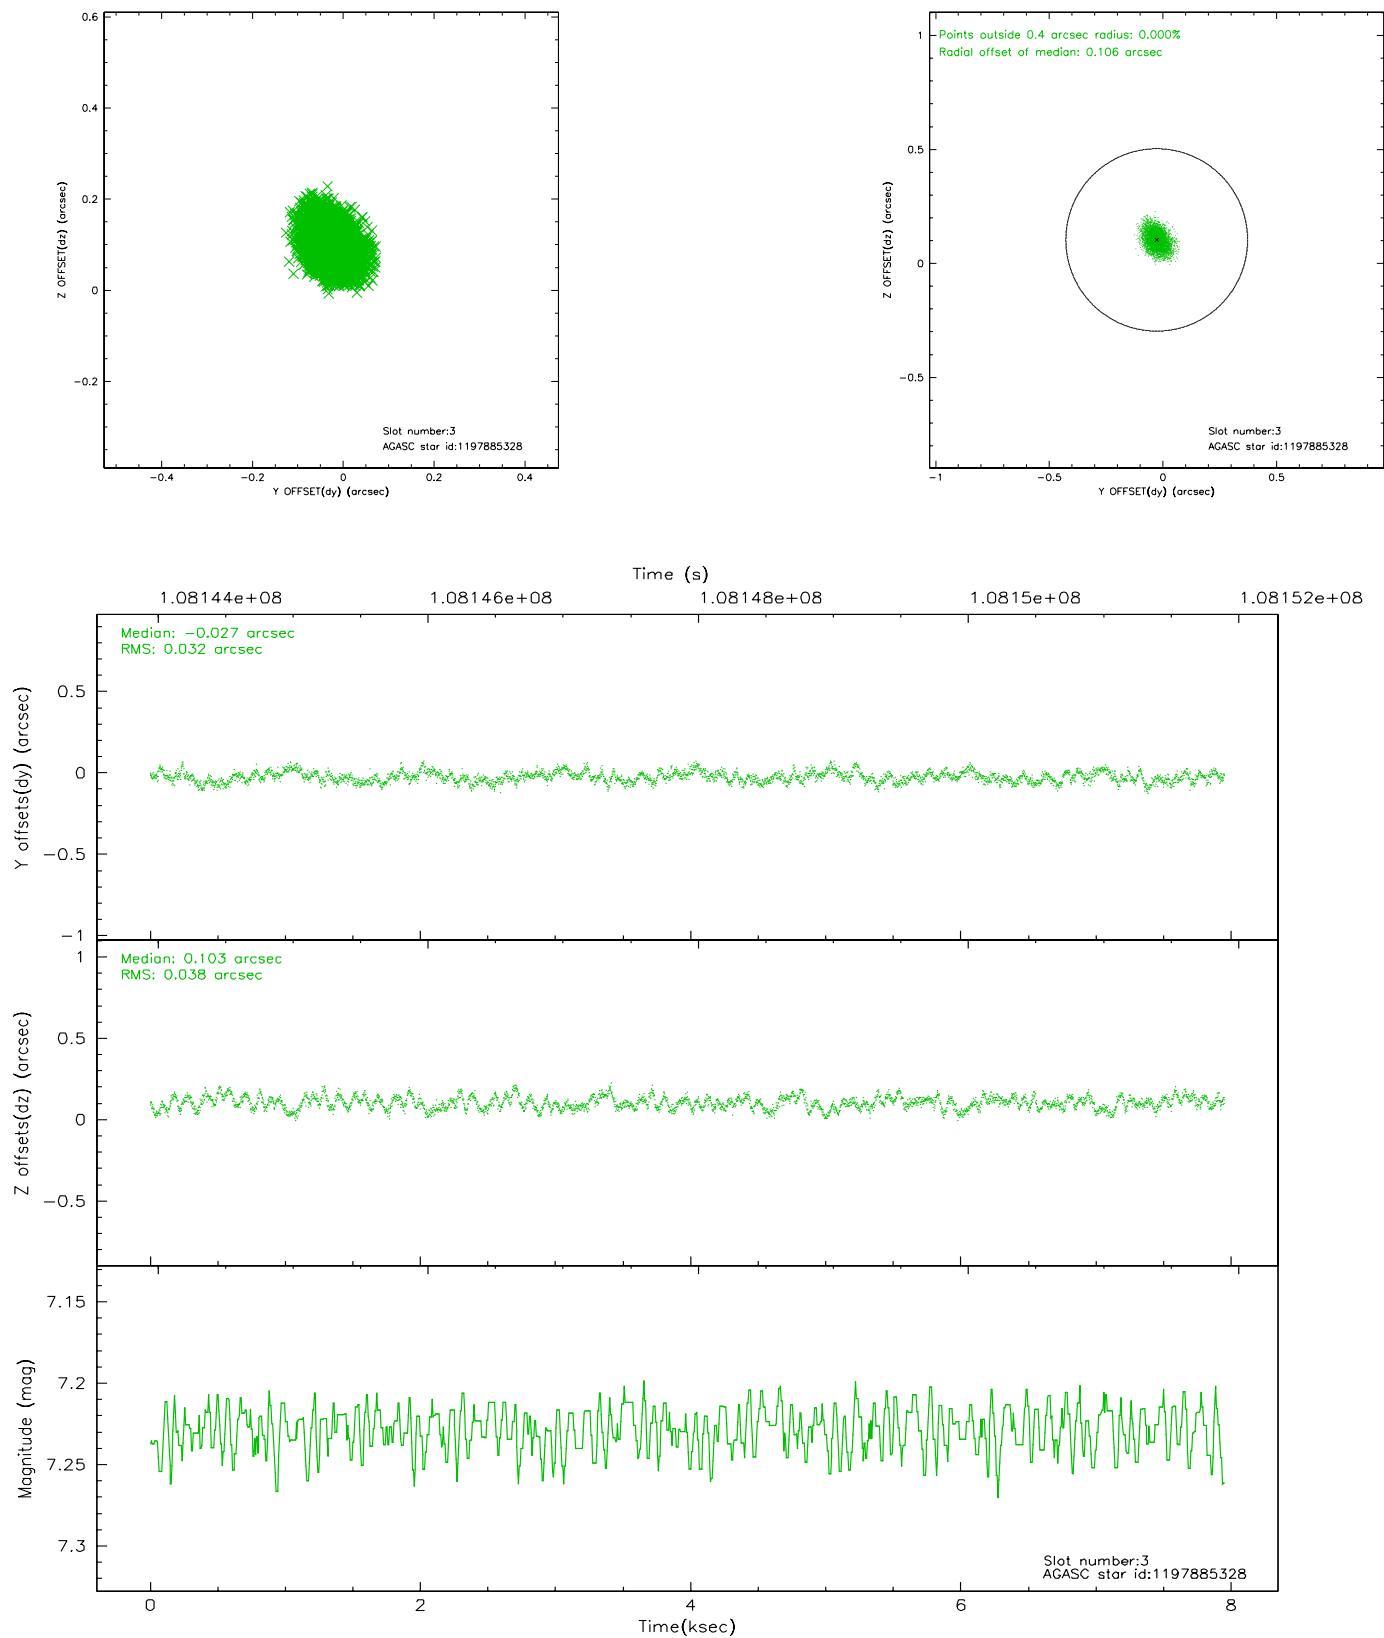 0.6
0.4
0.2
0
−0.2
Z OFFSET(dz) (arcsec)
Slot number:3
AGASC star id:1197885328
−0.4 −0.2 0 0.2 0.4
Y OFFSET(dy) (arcsec)
Points outside 0.4 arcsec radius: 0.000%
Radial offset of median: 0.106 arcsec
1
0.5
0
−0.5
Z OFFSET(dz) (arcsec)
Slot number:3
AGASC star id:1197885328
−1 −0.5 0 0.5
Y OFFSET(dy) (arcsec)
Time (s)
1.08144e+08 1.08146e+08 1.08148e+08 1.0815e+08 1.08152e+08
Median: −0.027 arcsec
RMS: 0.032 arcsec
0.5
0
−0.5
−1
Y offsets(dy) (arcsec)
Median: 0.103 arcsec
RMS: 0.038 arcsec
1
0.5
0
−0.5
Z offsets(dz) (arcsec)
7.15
7.2
7.25
7.3
Magnitude (mag)
Slot number:3
AGASC star id:1197885328
0 2 4 6 8
Time(ksec)